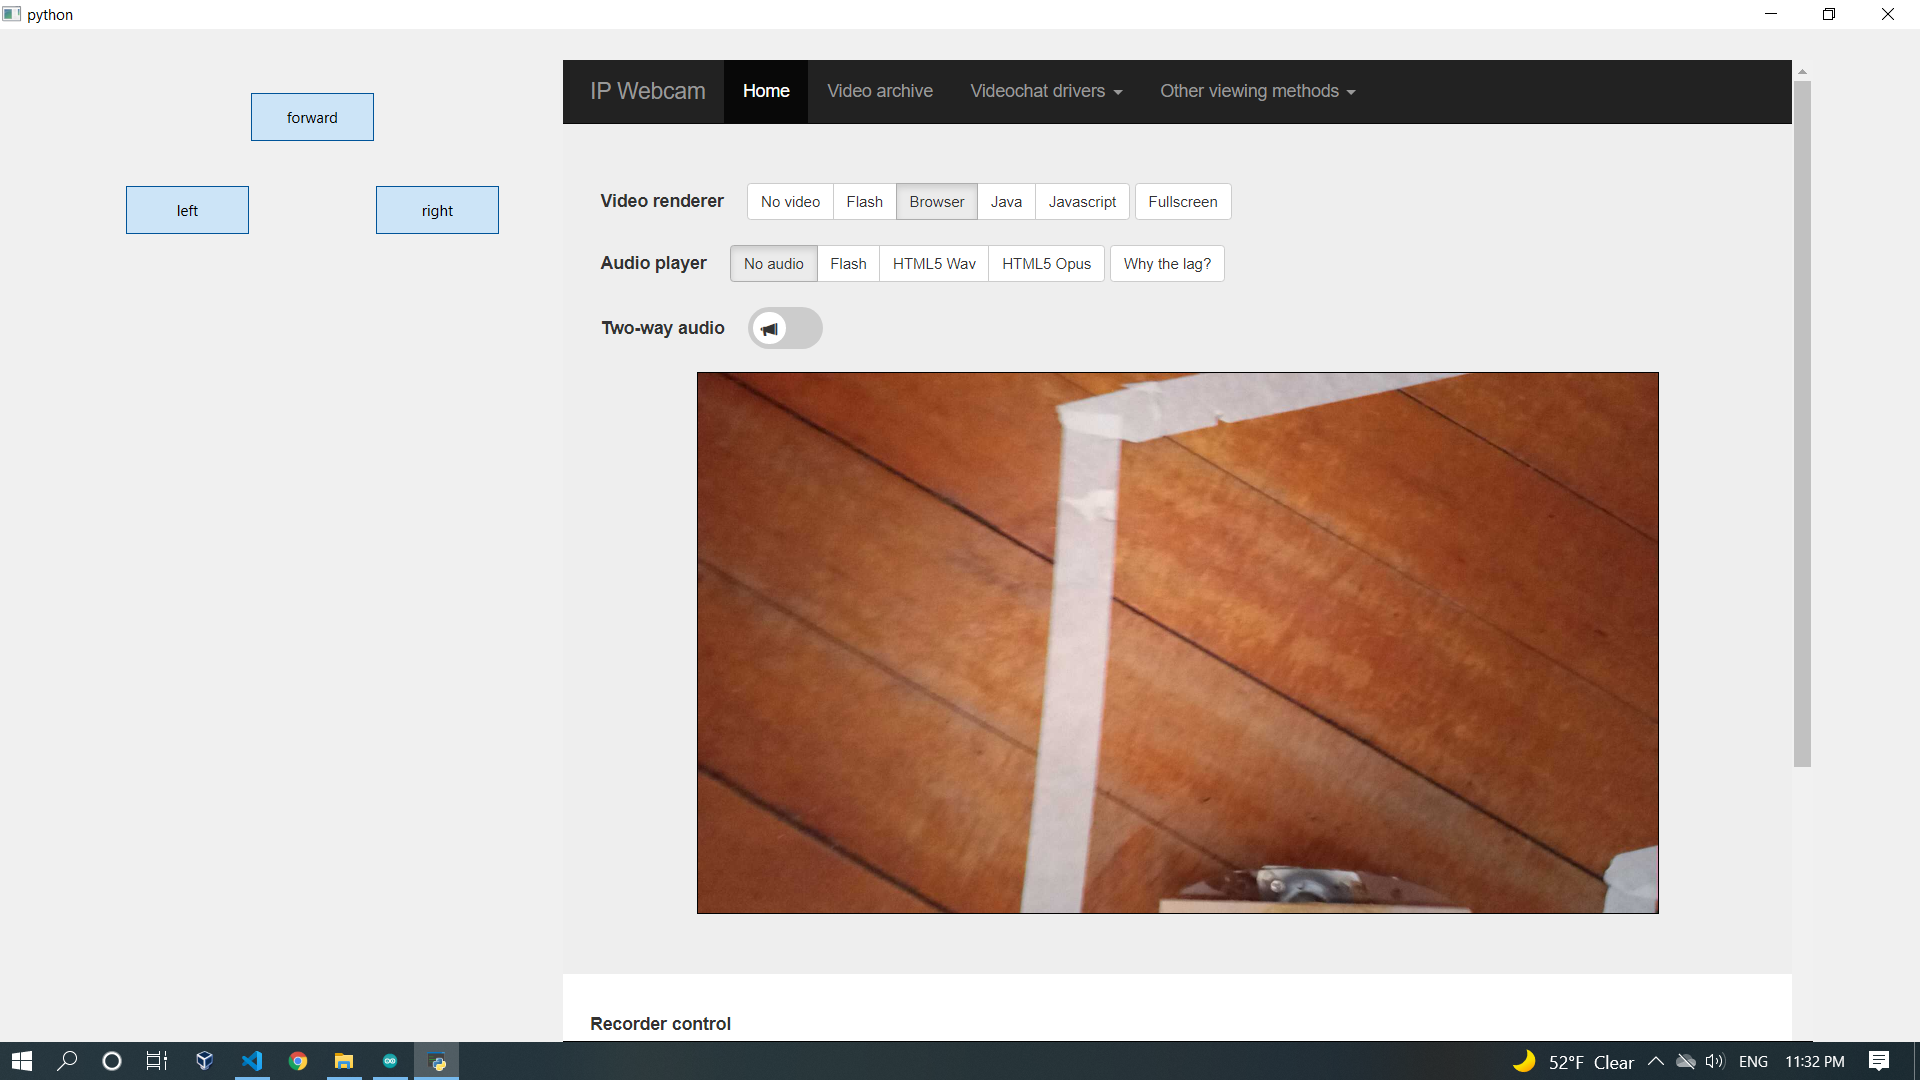 python
forward
left
right
IP Webcam Home Video archive Videochat drivers Other viewing methods
Video renderer No video Flash Browser Java Javascript Fullscreen
Audio player No audio Flash HTML5 Wav HTML5 Opus Why the lag?
Two-way audio
Recorder control
52°F Clear ENG 11:32 PM